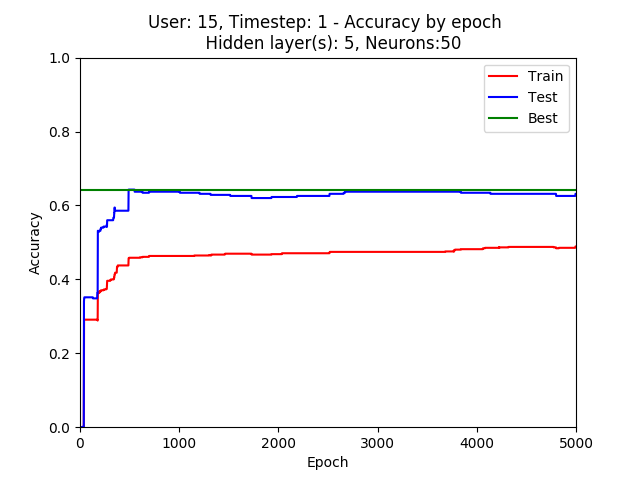 User: 15, Timestep: 1 - Accuracy by epoch
Hidden layer(s): 5, Neurons:50
Train
Test
Best
1.0
0.8
0.6
0.4
0.2
0.0
Accuracy
0 1000 2000 3000 4000 5000
Epoch